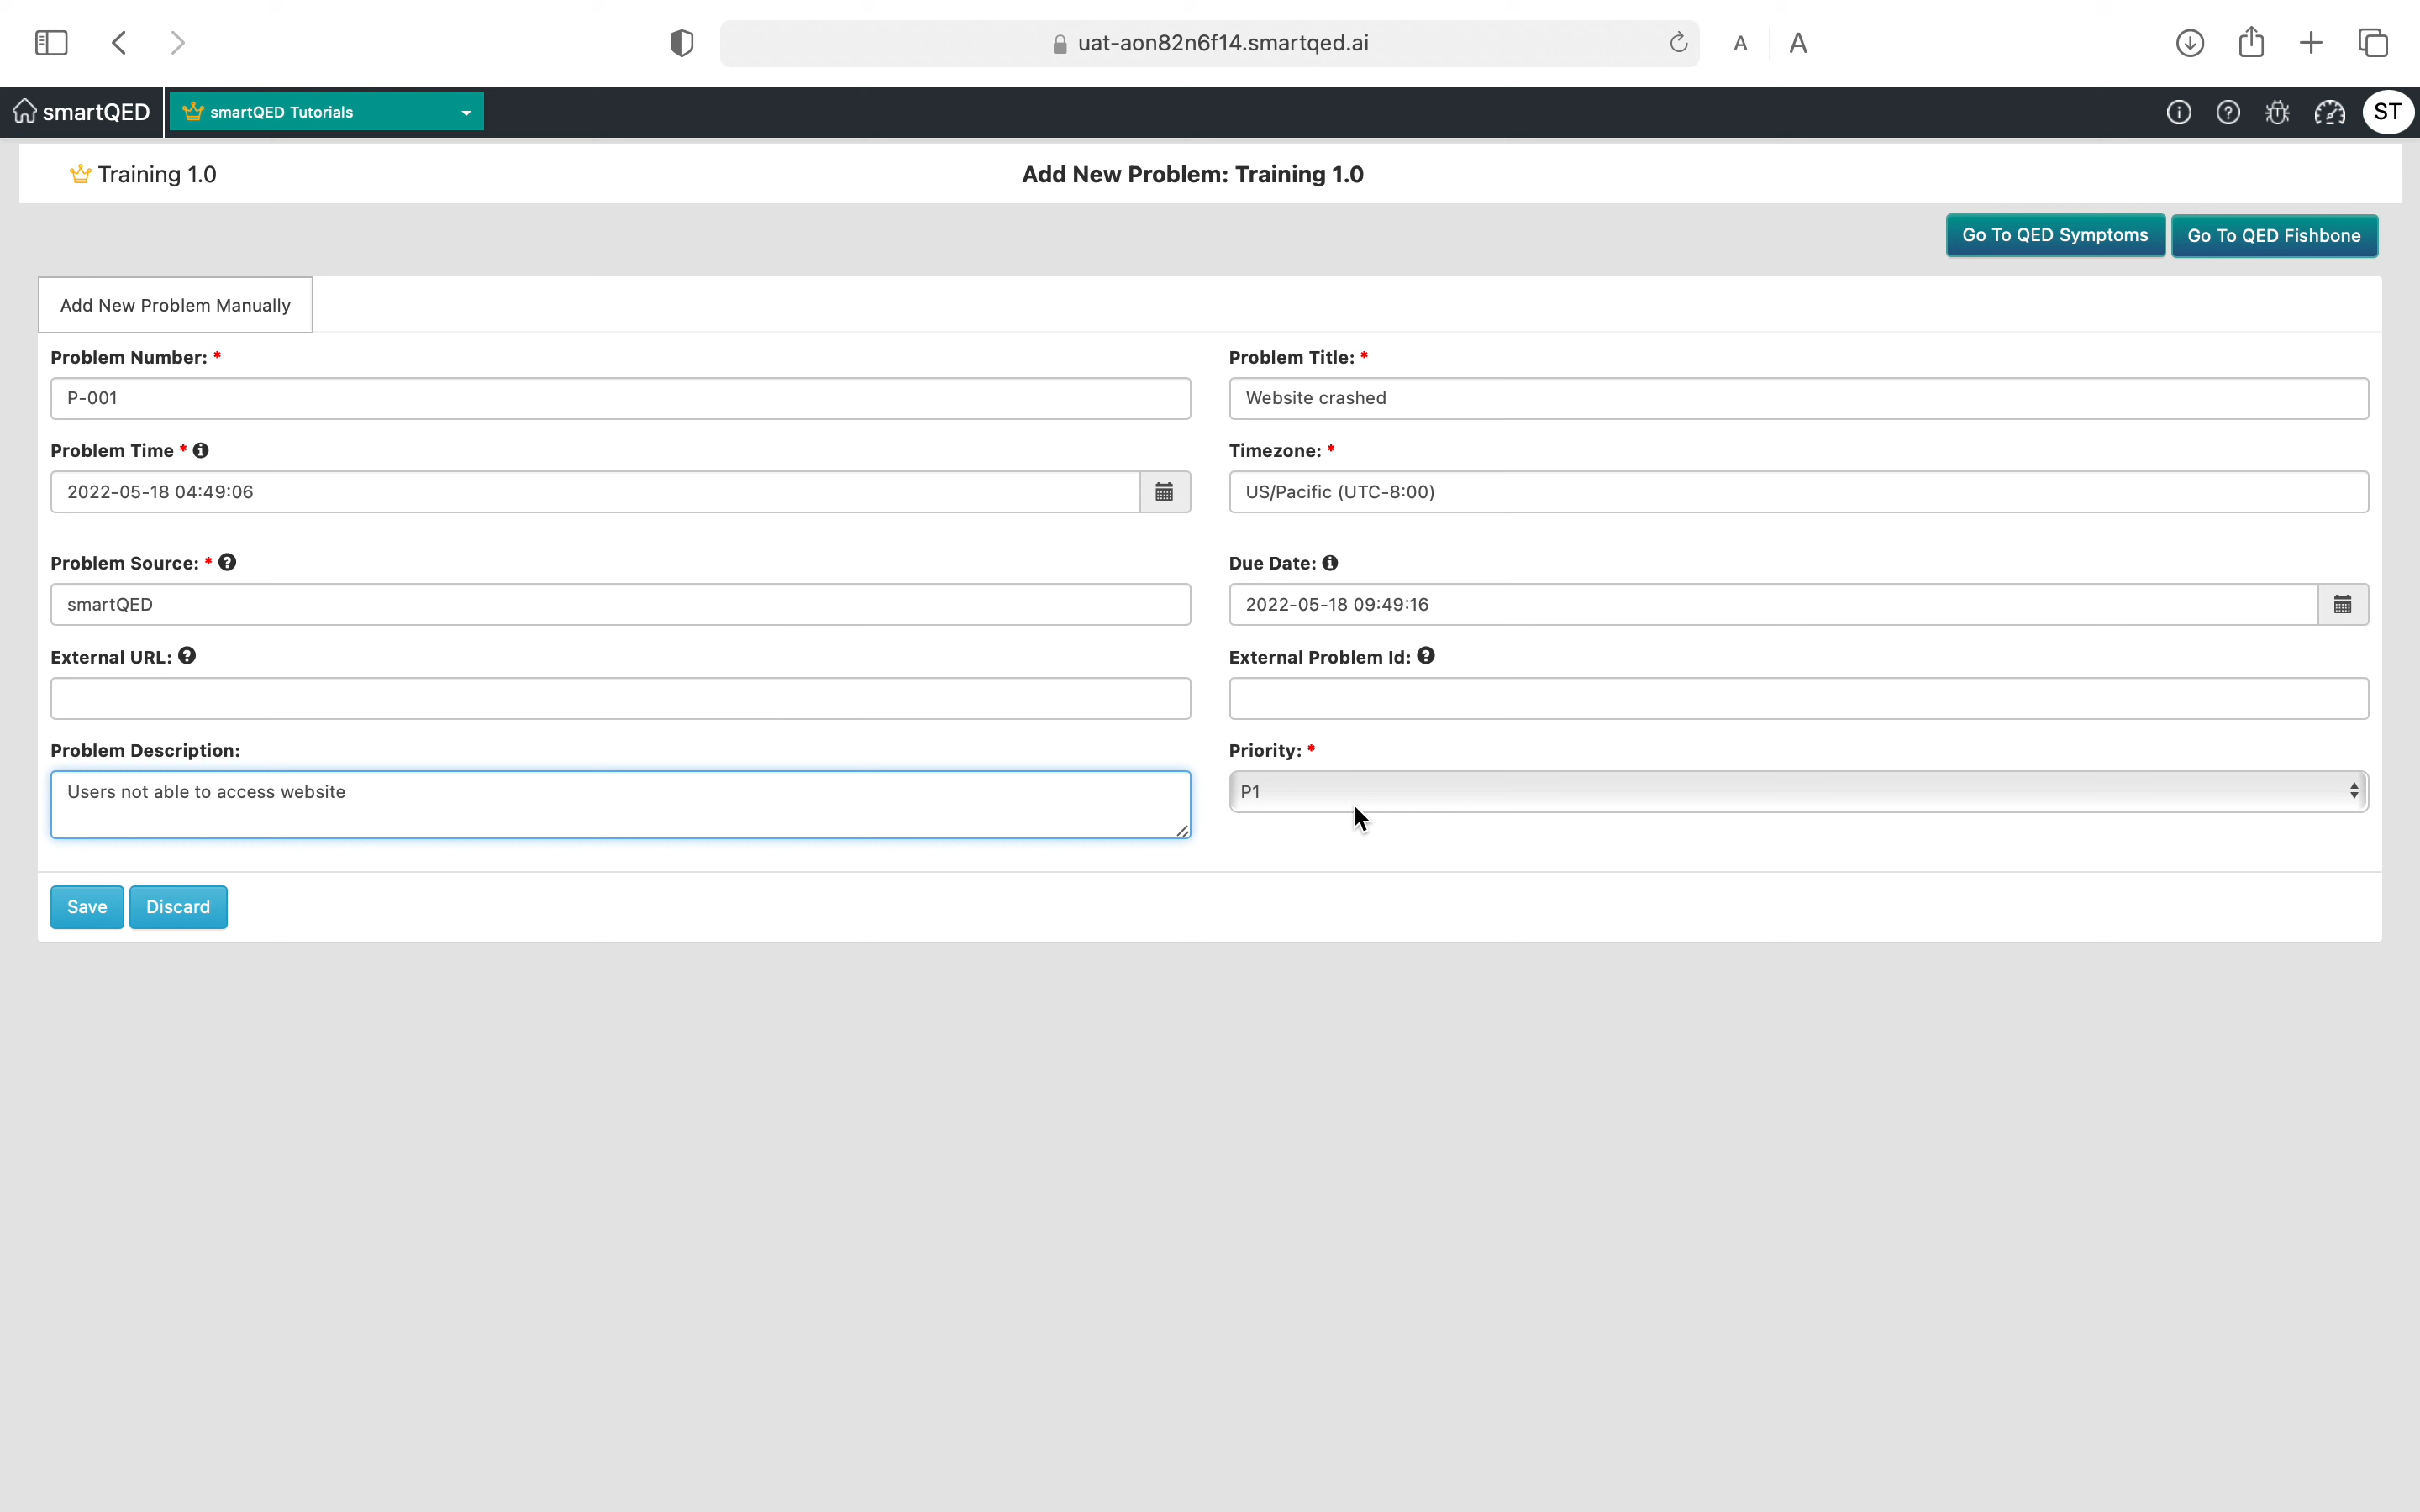 uat-aon82n6f14.smartqed.ai
A A
smartQED
smartQED Tutorials
ST
Training 1.0
Add New Problem: Training 1.0
Go To QED Symptoms
Go To QED Fishbone
Add New Problem Manually
Problem Number: *
P-001
Problem Title: *
Website crashed
Problem Time *
2022-05-18 04:49:06
Timezone: *
US/Pacific (UTC-8:00)
Problem Source: *
smartQED
Due Date:
2022-05-18 09:49:16
External URL:
External Problem Id:
Problem Description:
Users not able to access website
Priority: *
P1
Save
Discard